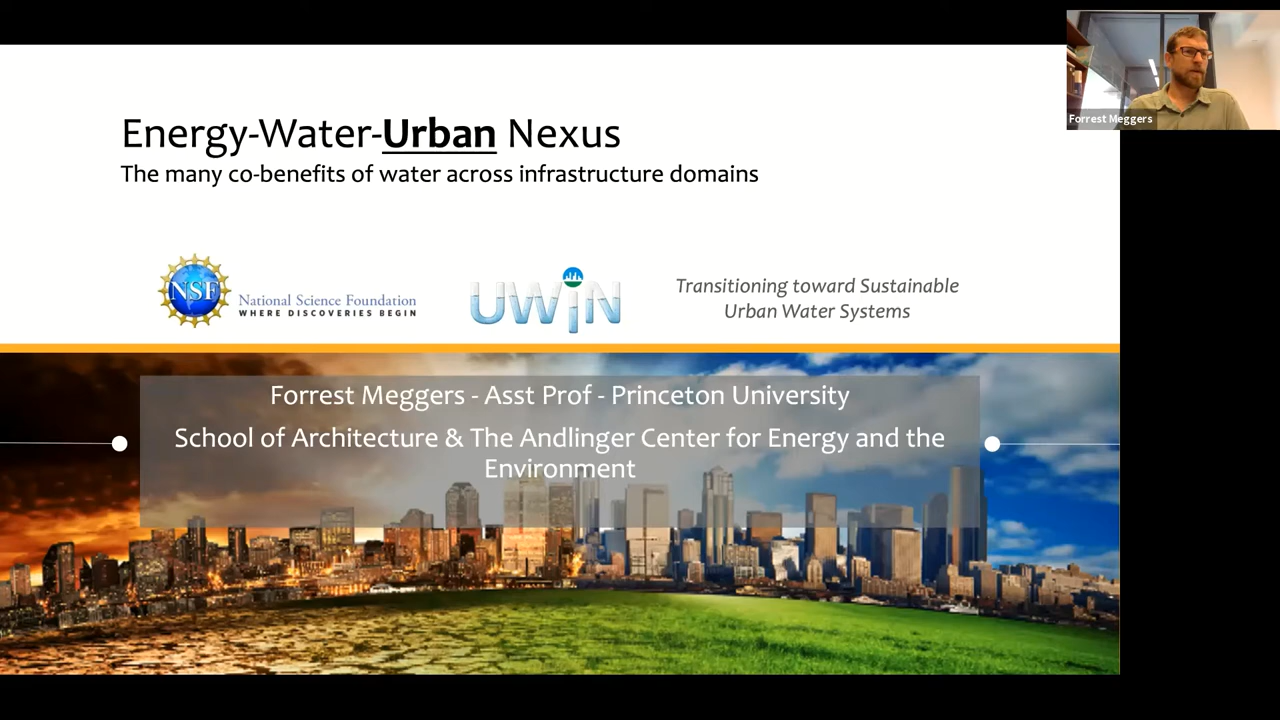 Forrest Meggers
Energy-Water-Urban Nexus
The many co-benefits of water across infrastructure domains
NSF
National Science Foundation
WHERE DISCOVERIES BEGIN
UWiN
Transitioning toward Sustainable
Urban Water Systems
Forrest Meggers - Asst Prof - Princeton University
School of Architecture & The Andlinger Center for Energy and the
Environment